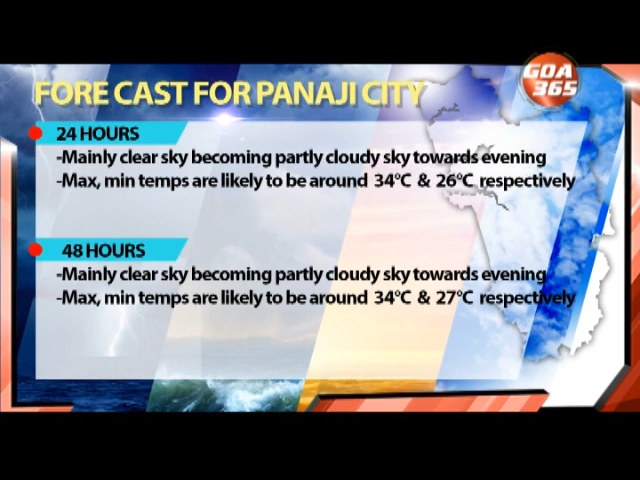 GOA
365
FORE CAST FOR PANAJI CITY
24 HOURS
-Mainly clear sky becoming partly cloudy sky towards evening
-Max, min temps are likely to be around 34°C & 26°C respectively
48 HOURS
-Mainly clear sky becoming partly cloudy sky towards evening
-Max, min temps are likely to be around 34°C & 27°C respectively